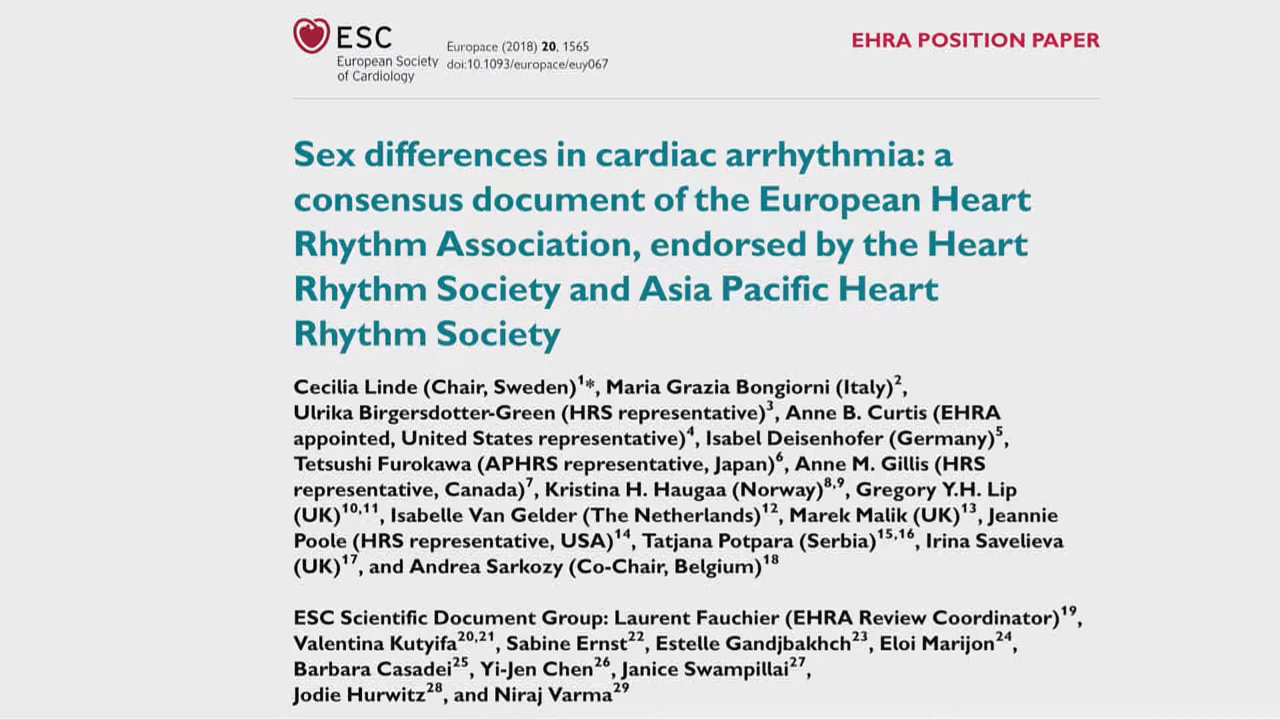 ESC
European Society
of Cardiology
Europace (2018) 20, 1565
doi:10.1093/europace/euy067
EHRA POSITION PAPER
Sex differences in cardiac arrhythmia: a
consensus document of the European Heart
Rhythm Association, endorsed by the Heart
Rhythm Society and Asia Pacific Heart
Rhythm Society
Cecilia Linde (Chair, Sweden)1*, Maria Grazia Bongiorni (Italy)2,
Ulrika Birgersdotter-Green (HRS representative)3, Anne B. Curtis (EHRA
appointed, United States representative)4, Isabel Deisenhofer (Germany)5,
Tetsushi Furokawa (APHRS representative, Japan)6, Anne M. Gillis (HRS
representative, Canada)7, Kristina H. Haugaa (Norway)8,9, Gregory Y.H. Lip
(UK)10,11, Isabelle Van Gelder (The Netherlands)12, Marek Malik (UK)13, Jeannie
Poole (HRS representative, USA)14, Tatjana Potpara (Serbia)15,16, Irina Savelieva
(UK)17, and Andrea Sarkozy (Co-Chair, Belgium)18
ESC Scientific Document Group: Laurent Fauchier (EHRA Review Coordinator)19,
Valentina Kutyifa20,21, Sabine Ernst22, Estelle Gandjbakhch23, Eloi Marijon24,
Barbara Casadei25, Yi-Jen Chen26, Janice Swampillai27,
Jodie Hurwitz28, and Niraj Varma29